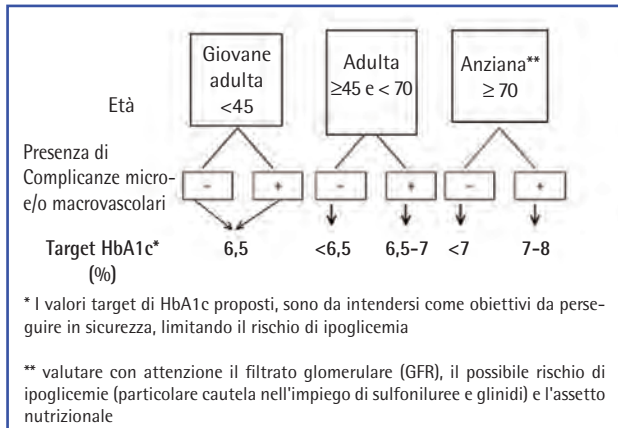 Giovane
adulta
<45
Adulta
≥45 e < 70
Anziana**
≥ 70
Età
Presenza di
Complicanze micro-
e/o macrovascolari
- + - + - +
Target HbA1c* 6,5 <6,5 6,5-7 <7 7-8
(%)
* I valori target di HbA1c proposti, sono da intendersi come obiettivi da perse-
guire in sicurezza, limitando il rischio di ipoglicemia
** valutare con attenzione il filtrato glomerulare (GFR), il possibile rischio di
ipoglicemie (particolare cautela nell'impiego di sulfoniluree e glinidi) e l'assetto
nutrizionale